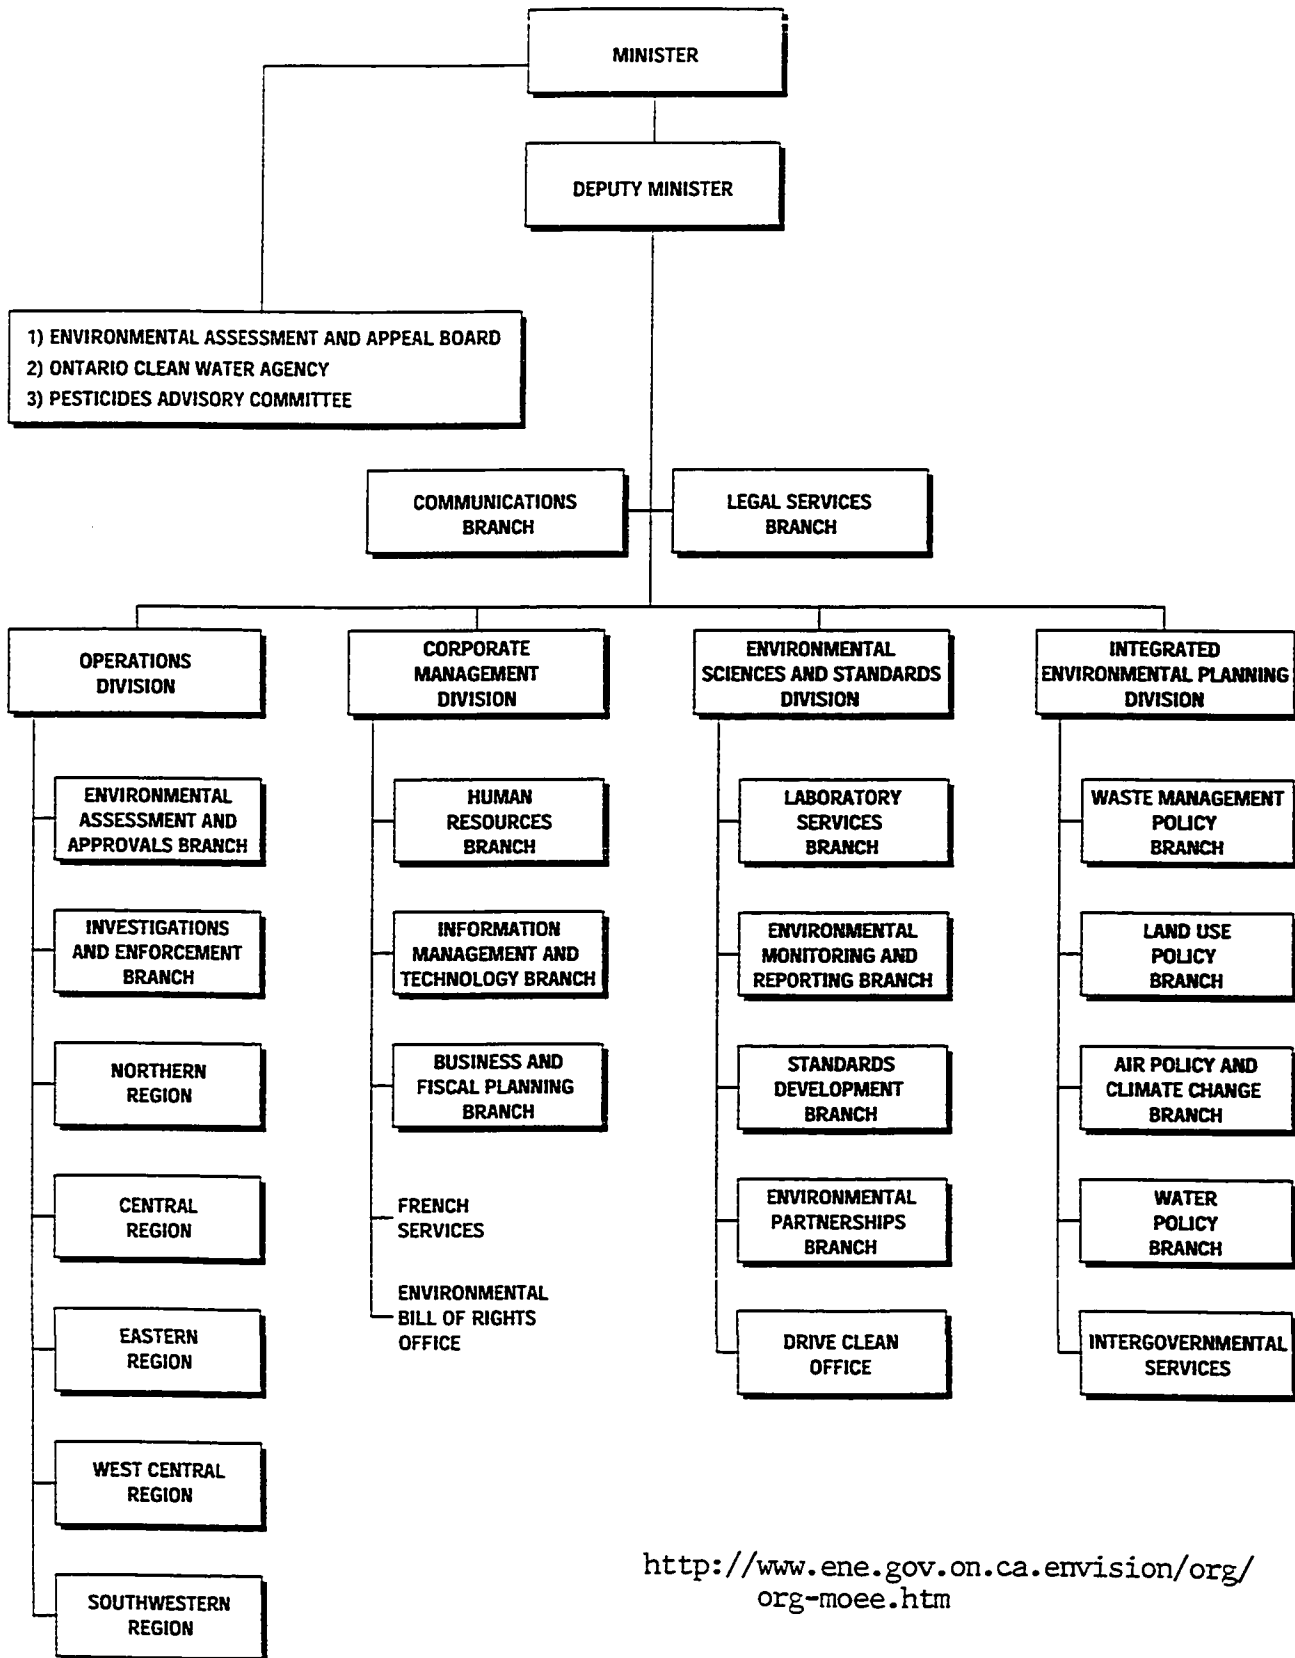 MINISTER
DEPUTY MINISTER
1) ENVIRONMENTAL ASSESSMENT AND APPEAL BOARD
2) ONTARIO CLEAN WATER AGENCY
3) PESTICIDES ADVISORY COMMITTEE
COMMUNICATIONS
BRANCH
LEGAL SERVICES
BRANCH
OPERATIONS
DIVISION
ENVIRONMENTAL
ASSESSMENT AND
APPROVALS BRANCH
INVESTIGATIONS
AND ENFORCEMENT
BRANCH
NORTHERN
REGION
CENTRAL
REGION
EASTERN
REGION
WEST CENTRAL
REGION
SOUTHWESTERN
REGION
CORPORATE
MANAGEMENT
DIVISION
HUMAN
RESOURCES
BRANCH
INFORMATION
MANAGEMENT AND
TECHNOLOGY BRANCH
BUSINESS AND
FISCAL PLANNING
BRANCH
FRENCH
SERVICES
ENVIRONMENTAL
BILL OF RIGHTS
OFFICE
ENVIRONMENTAL
SCIENCES AND STANDARDS
DIVISION
LABORATORY
SERVICES
BRANCH
ENVIRONMENTAL
MONITORING AND
REPORTING BRANCH
STANDARDS
DEVELOPMENT
BRANCH
ENVIRONMENTAL
PARTNERSHIPS
BRANCH
DRIVE CLEAN
OFFICE
INTEGRATED
ENVIRONMENTAL PLANNING
DIVISION
WASTE MANAGEMENT
POLICY
BRANCH
LAND USE
POLICY
BRANCH
AIR POLICY AND
CLIMATE CHANGE
BRANCH
WATER
POLICY
BRANCH
INTERGOVERNMENTAL
SERVICES
http://www.ene.gov.on.ca.envision/org/
org-moee.htm